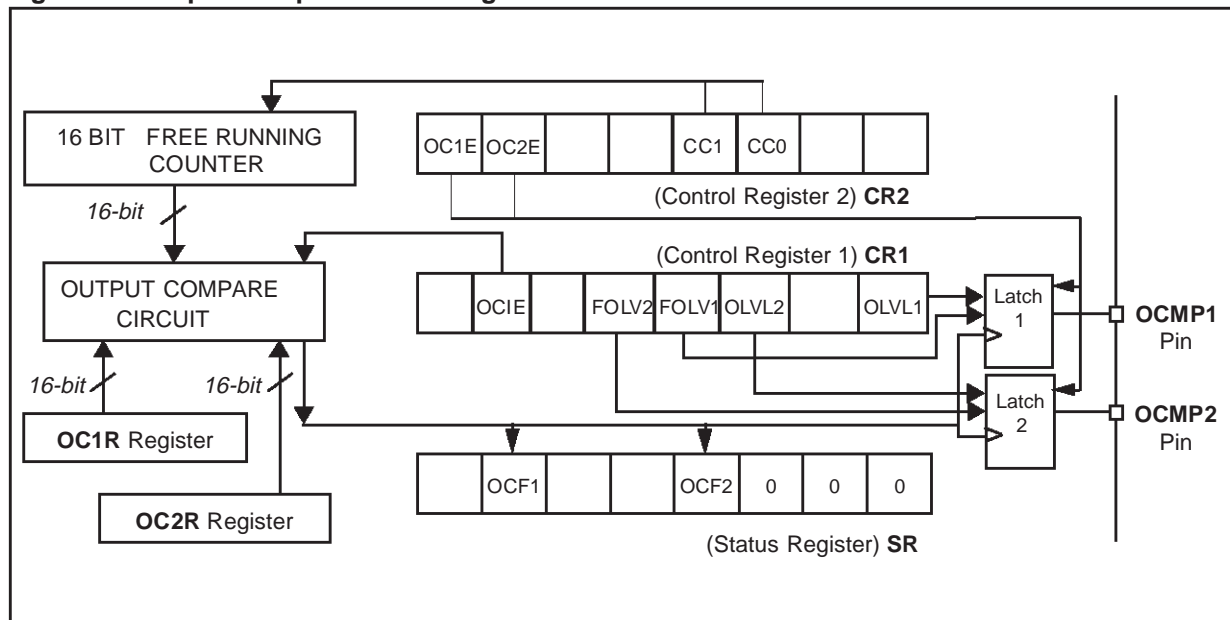 16 BIT FREE RUNNING
COUNTER
16-bit
OUTPUT COMPARE
CIRCUIT
16-bit
16-bit
OC1R Register
OC2R Register
OC1E OC2E CC1 CC0
(Control Register 2) CR2
(Control Register 1) CR1
OCIE FOLV2 FOLV1 OLVL2 OLVL1
Latch
1
OCMP1
Pin
Latch
2
OCMP2
Pin
OCF1 OCF2 0 0 0
(Status Register) SR